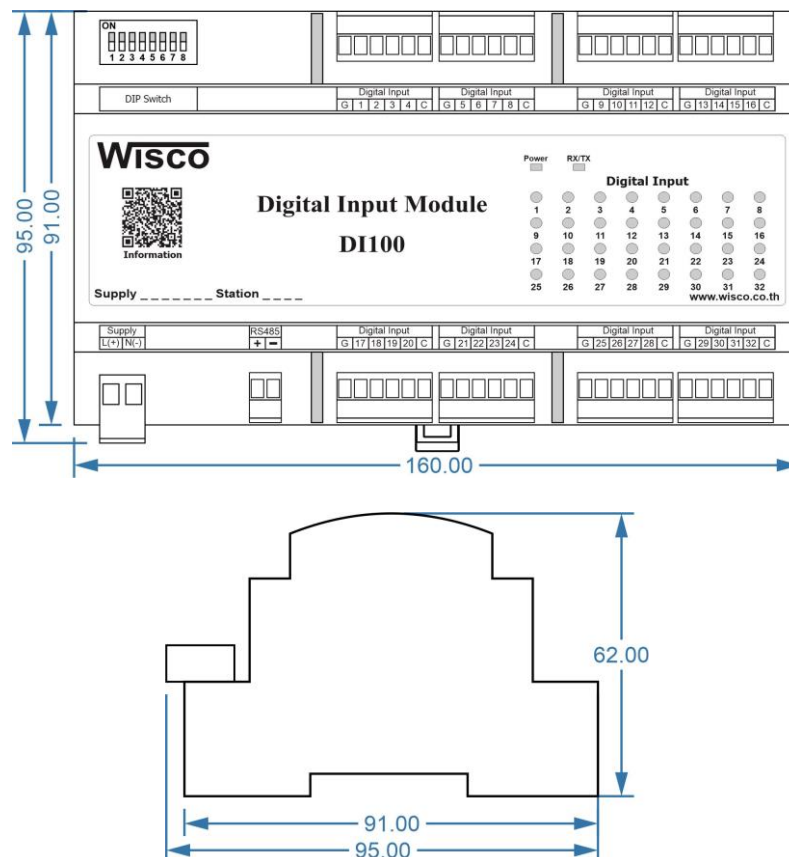 ON
1 2 3 4 5 6 7 8
DIP Switch
Digital Input
G 1 2 3 4 C
Digital Input
G 5 6 7 8 C
Digital Input
G 9 10 11 12 C
Digital Input
G 13 14 15 16 C
WISCO
Information
Digital Input Module
DI100
Supply _ _ _ _ _ _ _ Station _ _ _ _
Power RX/TX
Digital Input
1 2 3 4 5 6 7 8
9 10 11 12 13 14 15 16
17 18 19 20 21 22 23 24
25 26 27 28 29 30 31 32
www.wisco.co.th
Supply
L(+) N(-)
RS485
+ −
Digital Input
G 17 18 19 20 C
Digital Input
G 21 22 23 24 C
Digital Input
G 25 26 27 28 C
Digital Input
G 29 30 31 32 C
95.00
91.00
160.00
62.00
91.00
95.00